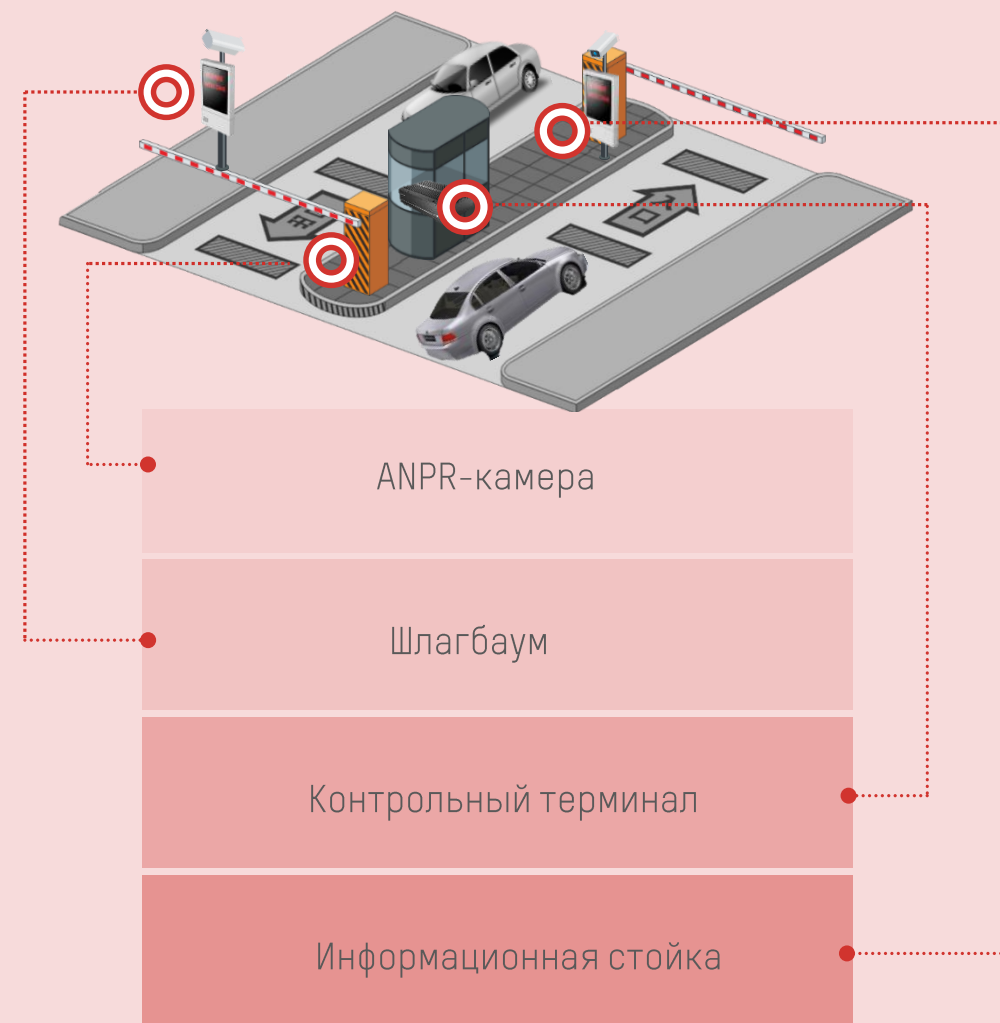 ANPR-камера
Шлагбаум
Контрольный терминал
Информационная стойка